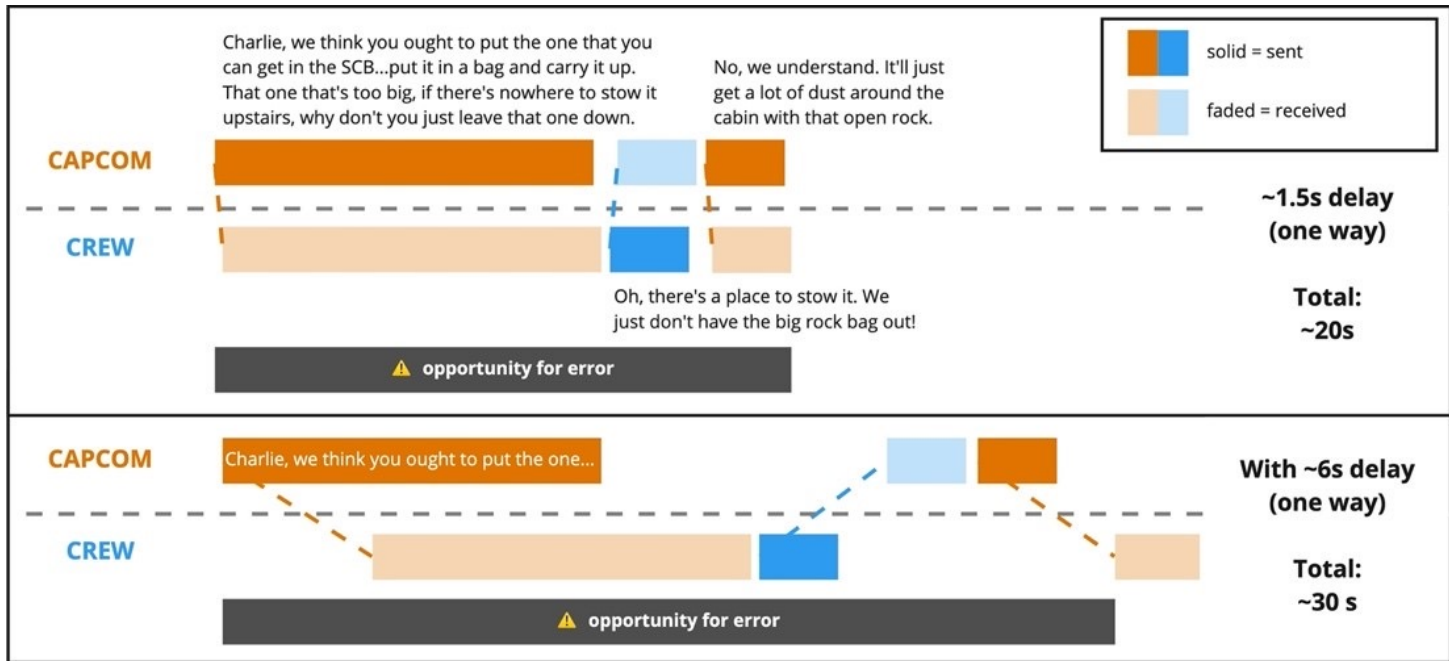 Charlie, we think you ought to put the one that you
can get in the SCB...put it in a bag and carry it up.
That one that's too big, if there's nowhere to stow it
upstairs, why don't you just leave that one down.
No, we understand. It'll just
get a lot of dust around the
cabin with that open rock.
solid = sent
faded = received
CAPCOM
CREW
~1.5s delay
(one way)
Oh, there's a place to stow it. We
just don't have the big rock bag out!
Total:
~20s
opportunity for error
CAPCOM
Charlie, we think you ought to put the one...
With ~6s delay
(one way)
CREW
Total:
~30 s
opportunity for error